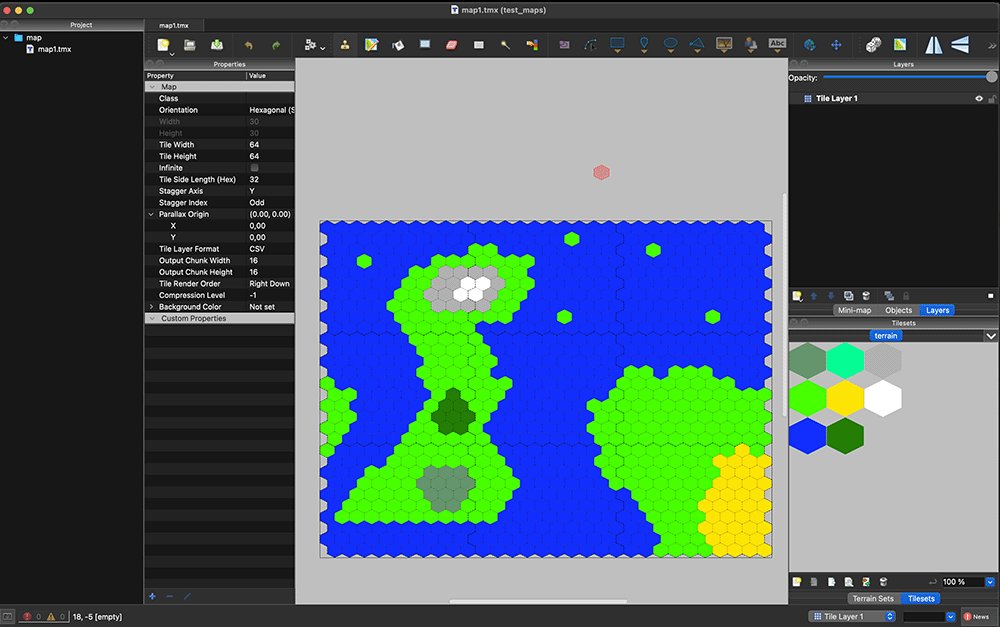 map1.tmx (test_maps)
Project
map1.tmx
map
map1.tmx
Properties
Property Value
Map
Class
Orientation Hexagonal (S
Width 30
Height 30
Tile Width 64
Tile Height 64
Infinite
Tile Side Length (Hex) 32
Stagger Axis Y
Stagger Index Odd
Parallax Origin (0.00, 0.00)
X 0,00
Y 0,00
Tile Layer Format CSV
Output Chunk Width 16
Output Chunk Height 16
Tile Render Order Right Down
Compression Level -1
Background Color Not set
Custom Properties
Abc
Layers
Opacity:
Tile Layer 1
Mini-map Objects Layers
Tilesets
terrain
100 %
Terrain Sets Tilesets
0 0 18, -5 [empty]
Tile Layer 1
News